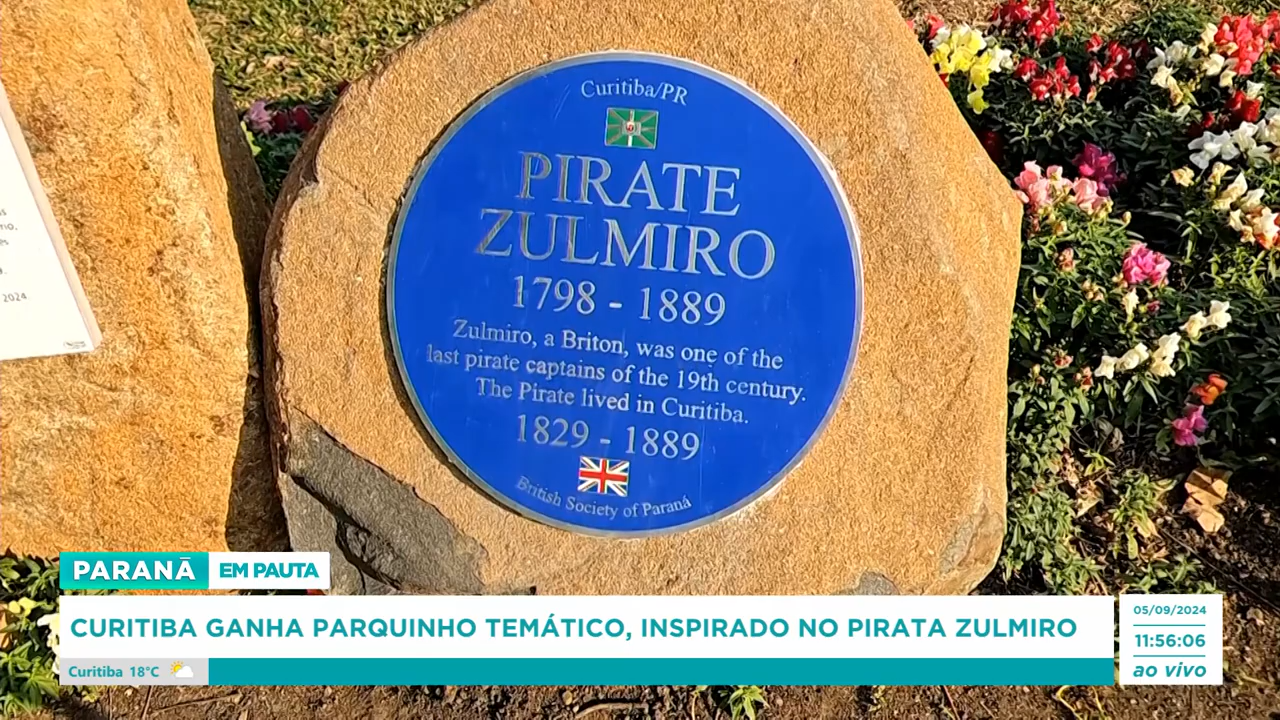 Curitiba/PR
PIRATE
ZULMIRO
1798 - 1889
Zulmiro, a Briton, was one of the
last pirate captains of the 19th century.
The Pirate lived in Curitiba.
1829 - 1889
British Society of Paraná
2024
PARANÁ EM PAUTA
CURITIBA GANHA PARQUINHO TEMÁTICO, INSPIRADO NO PIRATA ZULMIRO
Curitiba 18°C
05/09/2024
11:56:06
ao vivo